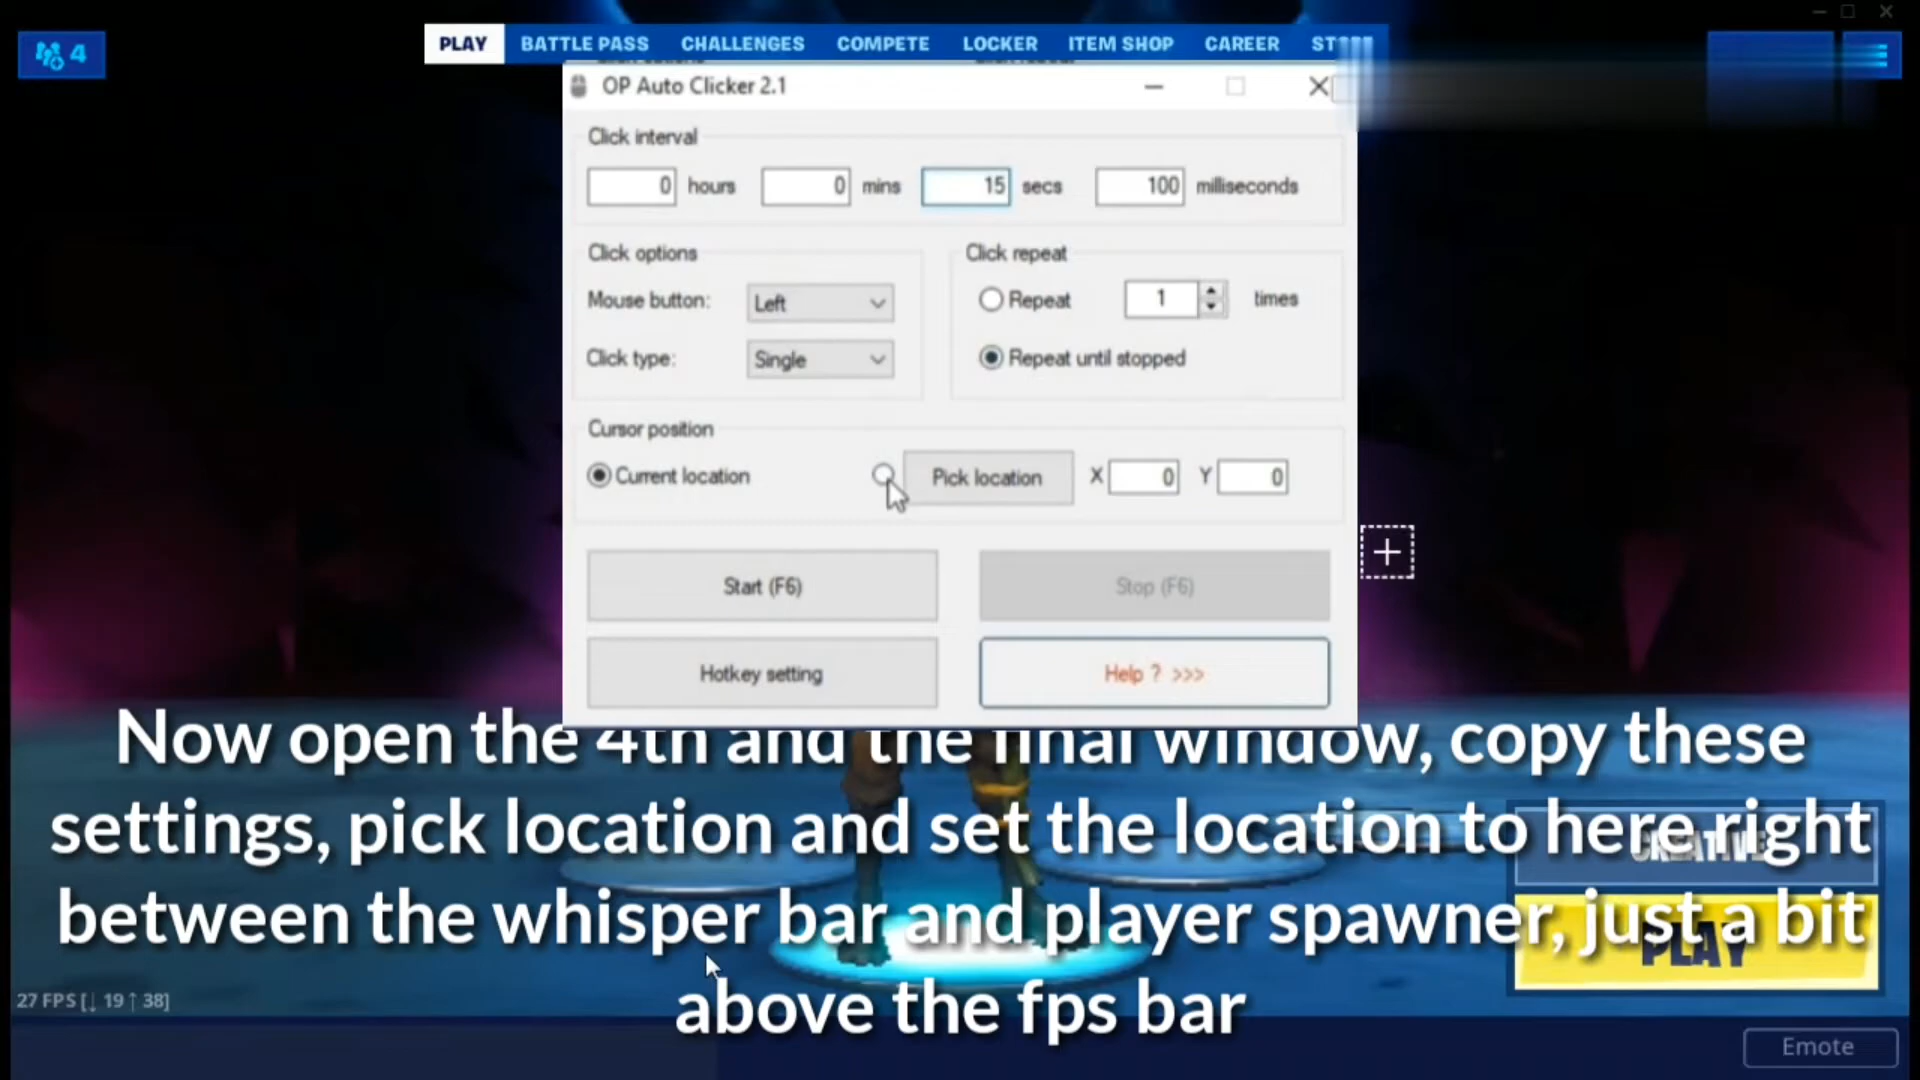 4
PLAY BATTLE PASS CHALLENGES COMPETE LOCKER ITEM SHOP CAREER
OP Auto Clicker 2.1
Click interval
0 hours 0 mins 15 secs 100 milliseconds
Click options
Click repeat
Mouse button: Left
Repeat 1 times
Click type: Single
Repeat until stopped
Cursor position
Current location Pick location X 0 Y 0
Start (F6)
Stop (F6)
Hotkey setting
Help ? >>>
Now open the 4th and the final window, copy these
settings, pick location and set the location to here right
between the whisper bar and player spawner, just a bit
above the fps bar
CREATIVE
PLAY
27 FPS [↓ 19 ↑ 38]
Emote